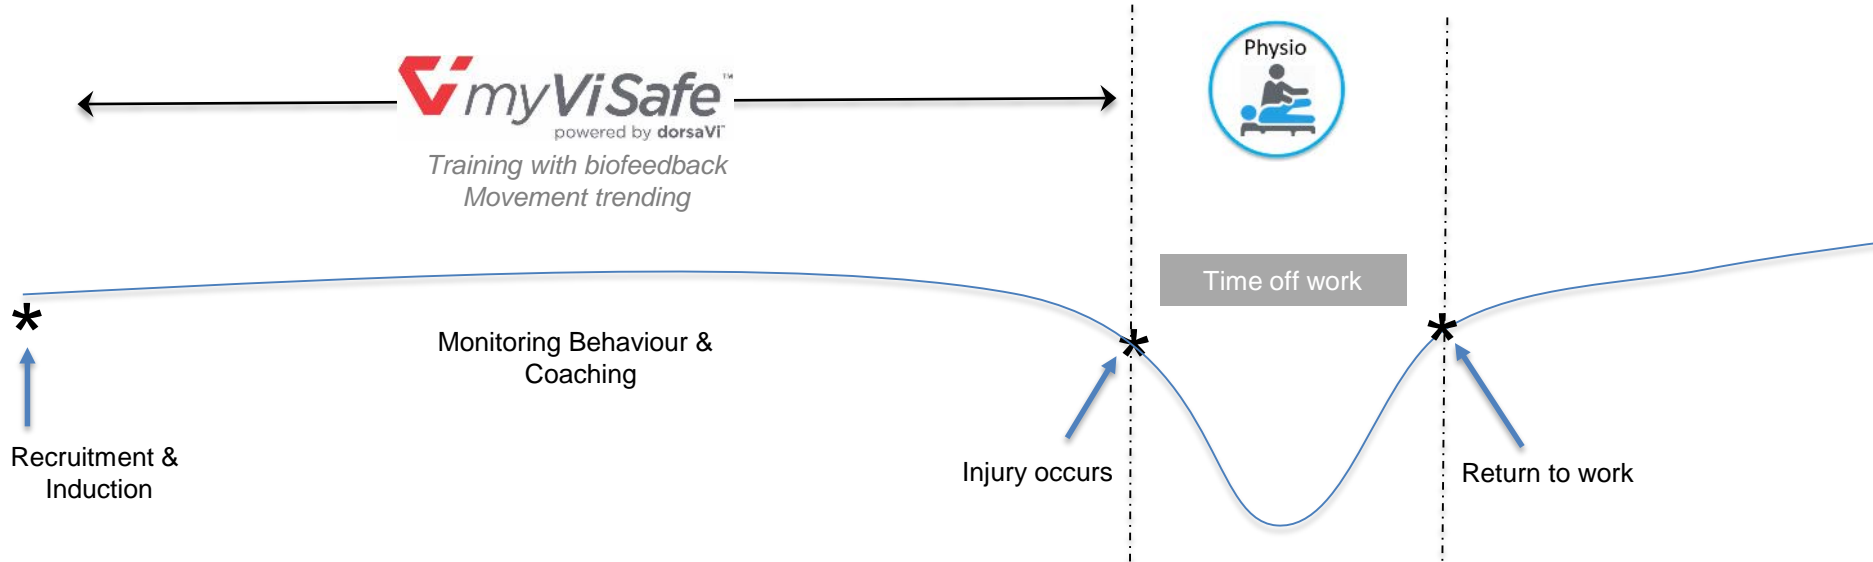 myViSafe™
powered by dorsaVi™
Training with biofeedback
Movement trending
Physio
Time off work
Monitoring Behaviour &
Coaching
Recruitment &
Induction
Injury occurs
Return to work